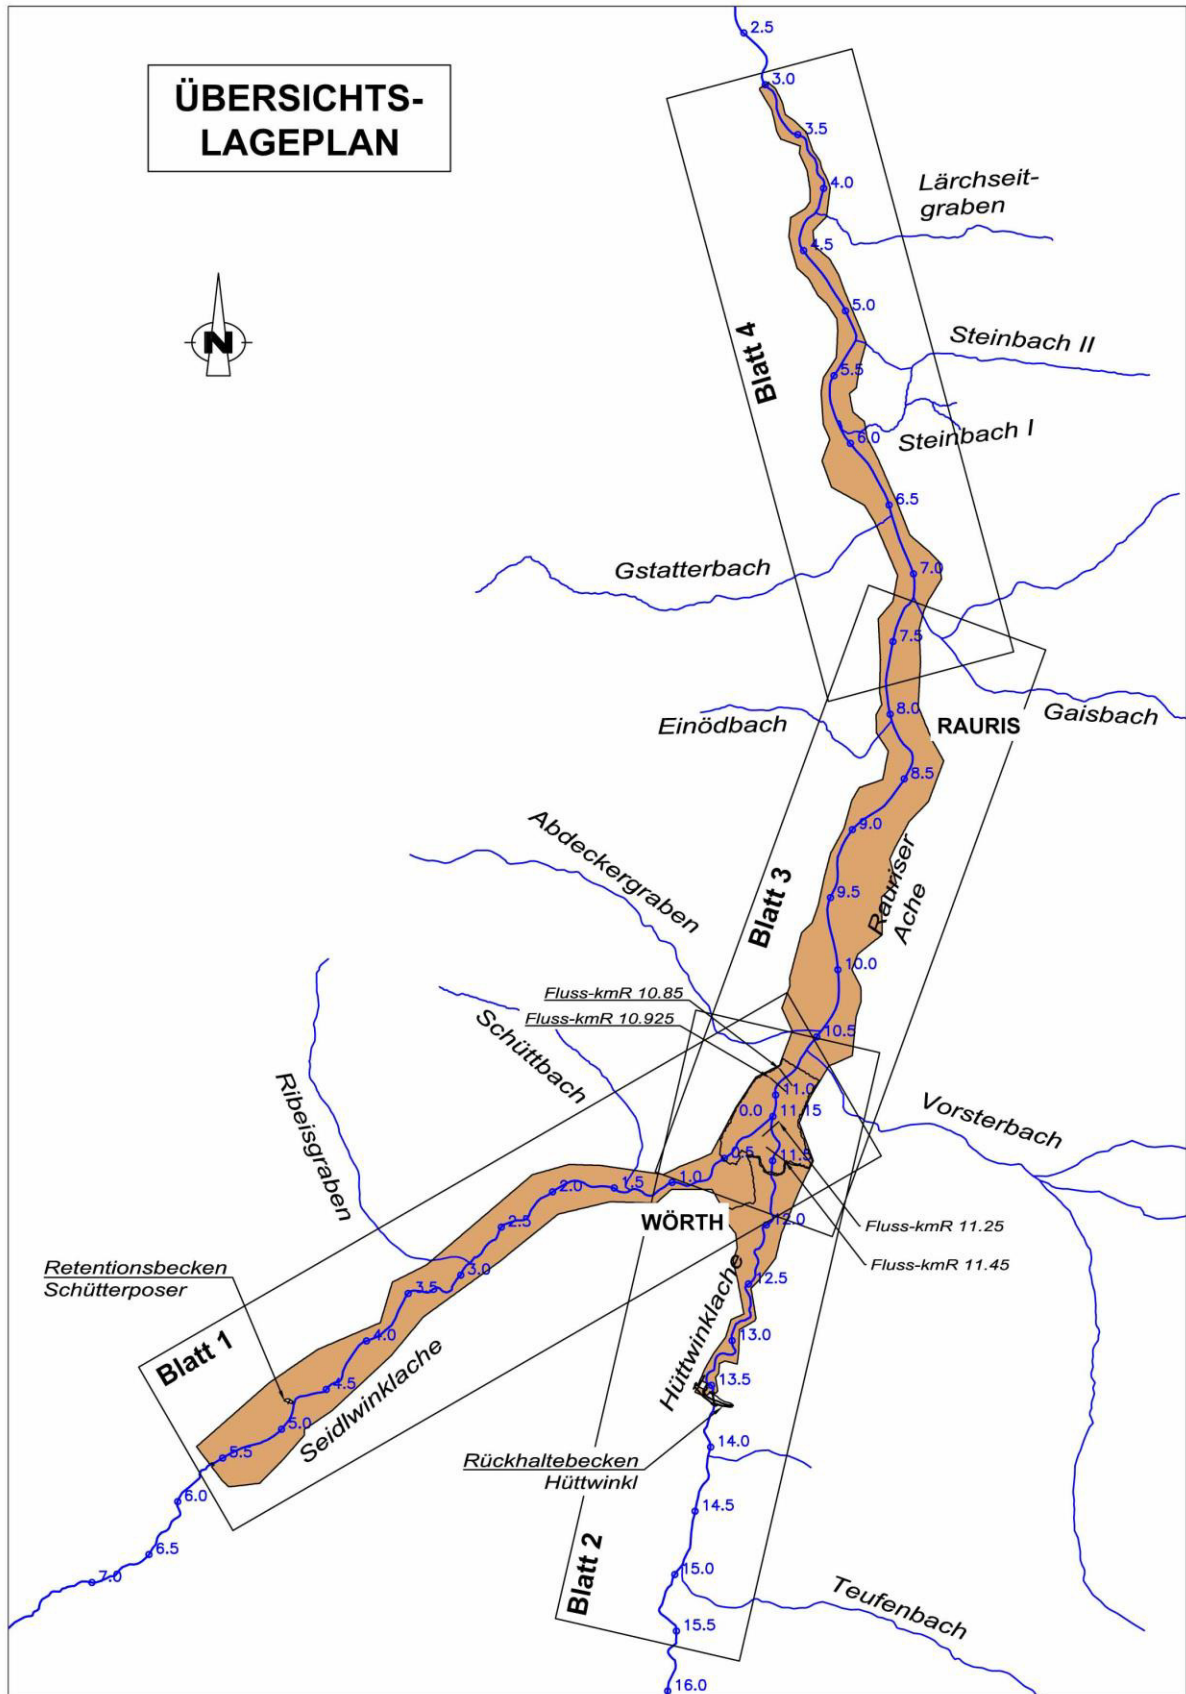 ÜBERSICHTS-
LAGEPLAN
N
2.5
3.0
3.5
4.0
Lärchseit-
graben
4.5
5.0
Blatt 4
Steinbach II
5.5
6.0
Steinbach I
6.5
Gstatterbach
7.0
7.5
8.0
Gaisbach
Einödbach
RAURIS
8.5
9.0
Abdeckergraben
Rauriser
Ache
Blatt 3
9.5
10.0
Fluss-kmR 10.85
Fluss-kmR 10.925
10.5
Schüttbach
Ribeisgraben
11.0
0.0
11.15
Vorsterbach
0.5
11.5
1.0
1.5
2.0
WÖRTH
12.0
Fluss-kmR 11.25
Fluss-kmR 11.45
2.5
3.0
3.5
4.0
4.5
5.0
5.5
6.0
6.5
7.0
Retentionsbecken
Schütterposer
Blatt 1
Seidlwinklache
12.5
Hüttwinklache
13.0
13.5
14.0
Rückhaltebecken
Hüttwinkl
14.5
Blatt 2
15.0
Teufenbach
15.5
16.0